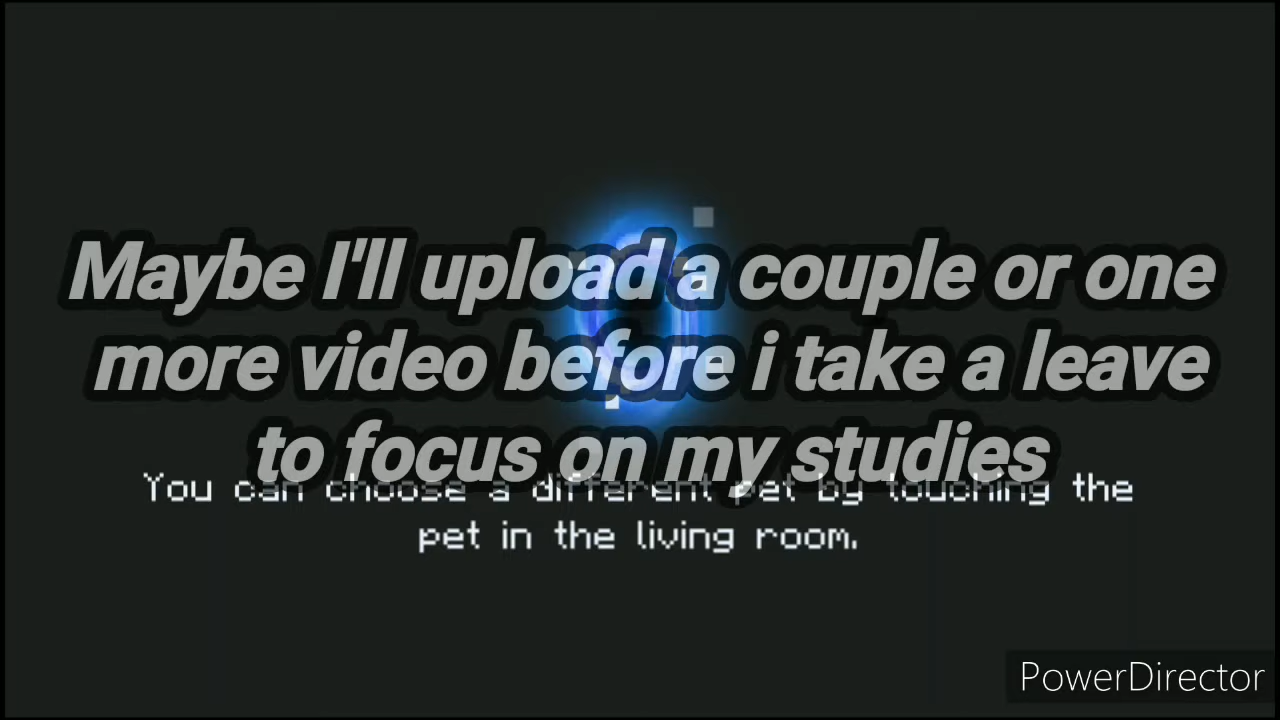 Maybe I'll upload a couple or one
more video before i take a leave
to focus on my studies
You can choose a different pet by touching the
pet in the living room.
PowerDirector